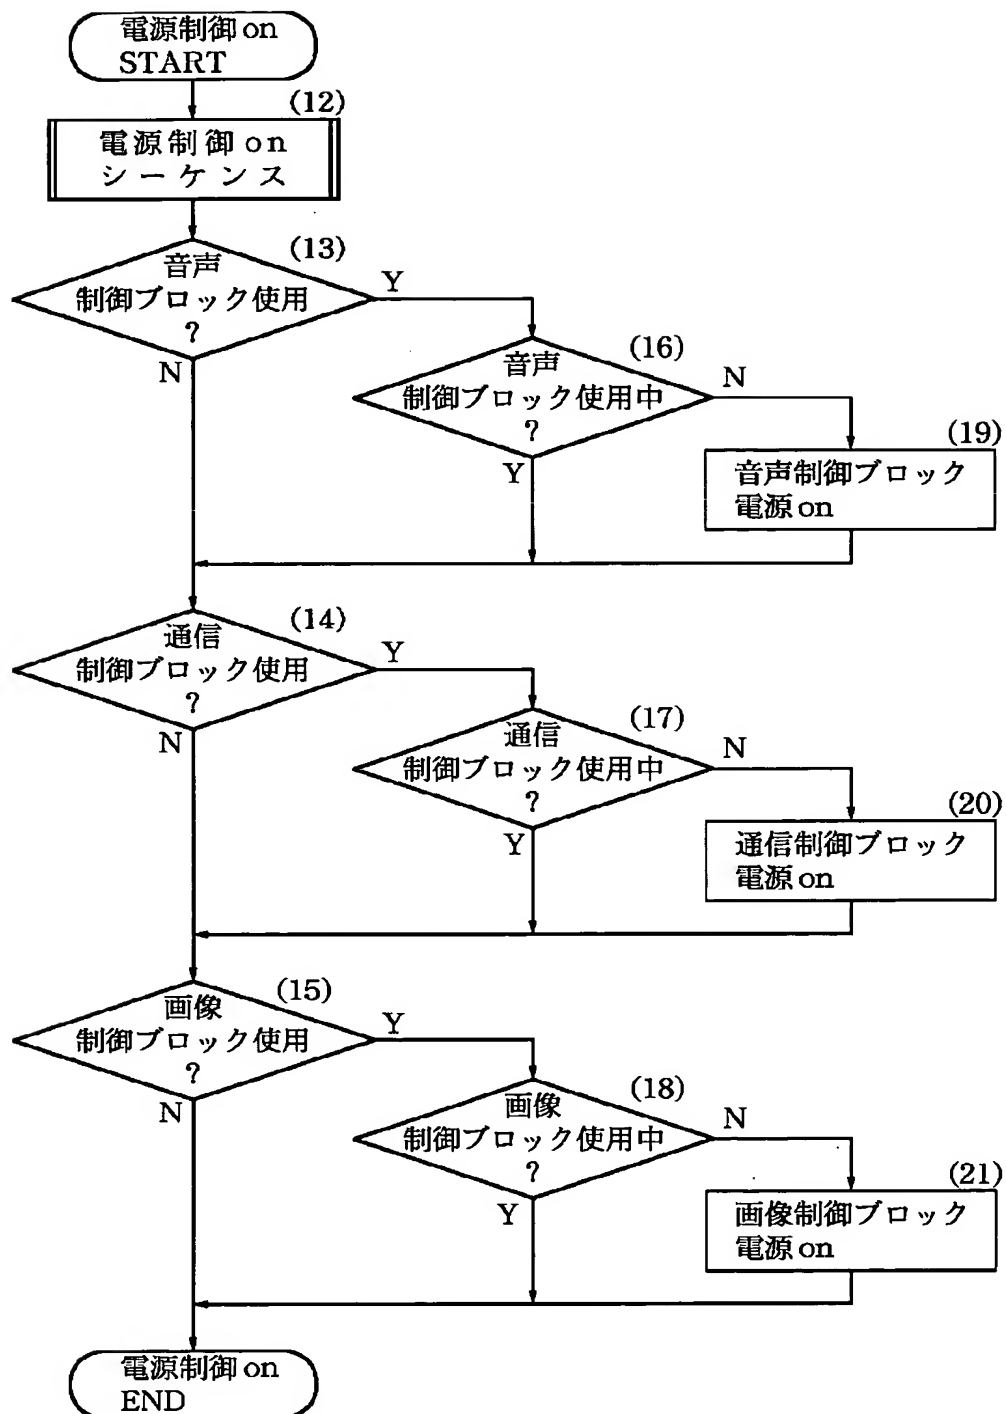 電源制御on
START
(12)
電源制御on
シーケンス
(13)
音声
制御ブロック使用
?
Y
N
(16)
音声
制御ブロック使用中
?
N
Y
(19)
音声制御ブロック
電源on
(14)
通信
制御ブロック使用
?
Y
N
(17)
通信
制御ブロック使用中
?
N
Y
(20)
通信制御ブロック
電源on
(15)
画像
制御ブロック使用
?
Y
N
(18)
画像
制御ブロック使用中
?
N
Y
(21)
画像制御ブロック
電源on
電源制御on
END